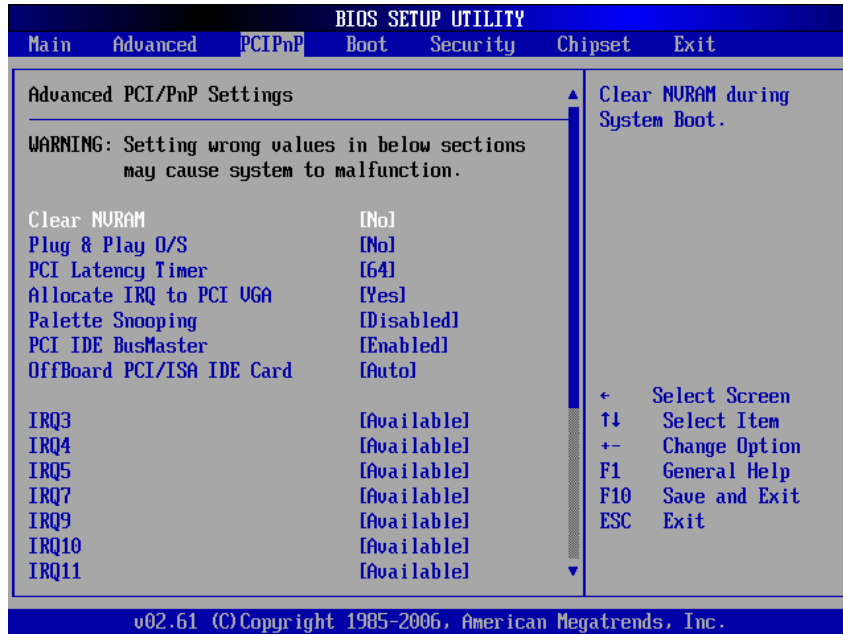 BIOS SETUP UTILITY
Main Advanced PCIPnP Boot Security Chipset Exit
Advanced PCI/PnP Settings
WARNING: Setting wrong values in below sections
may cause system to malfunction.
Clear NVRAM [No]
Plug & Play O/S [No]
PCI Latency Timer [64]
Allocate IRQ to PCI VGA [Yes]
Palette Snooping [Disabled]
PCI IDE BusMaster [Enabled]
OffBoard PCI/ISA IDE Card [Auto]
IRQ3 [Available]
IRQ4 [Available]
IRQ5 [Available]
IRQ7 [Available]
IRQ9 [Available]
IRQ10 [Available]
IRQ11 [Available]
Clear NVRAM during
System Boot.
← Select Screen
↑↓ Select Item
+- Change Option
F1 General Help
F10 Save and Exit
ESC Exit
v02.61 (C)Copyright 1985-2006, American Megatrends, Inc.